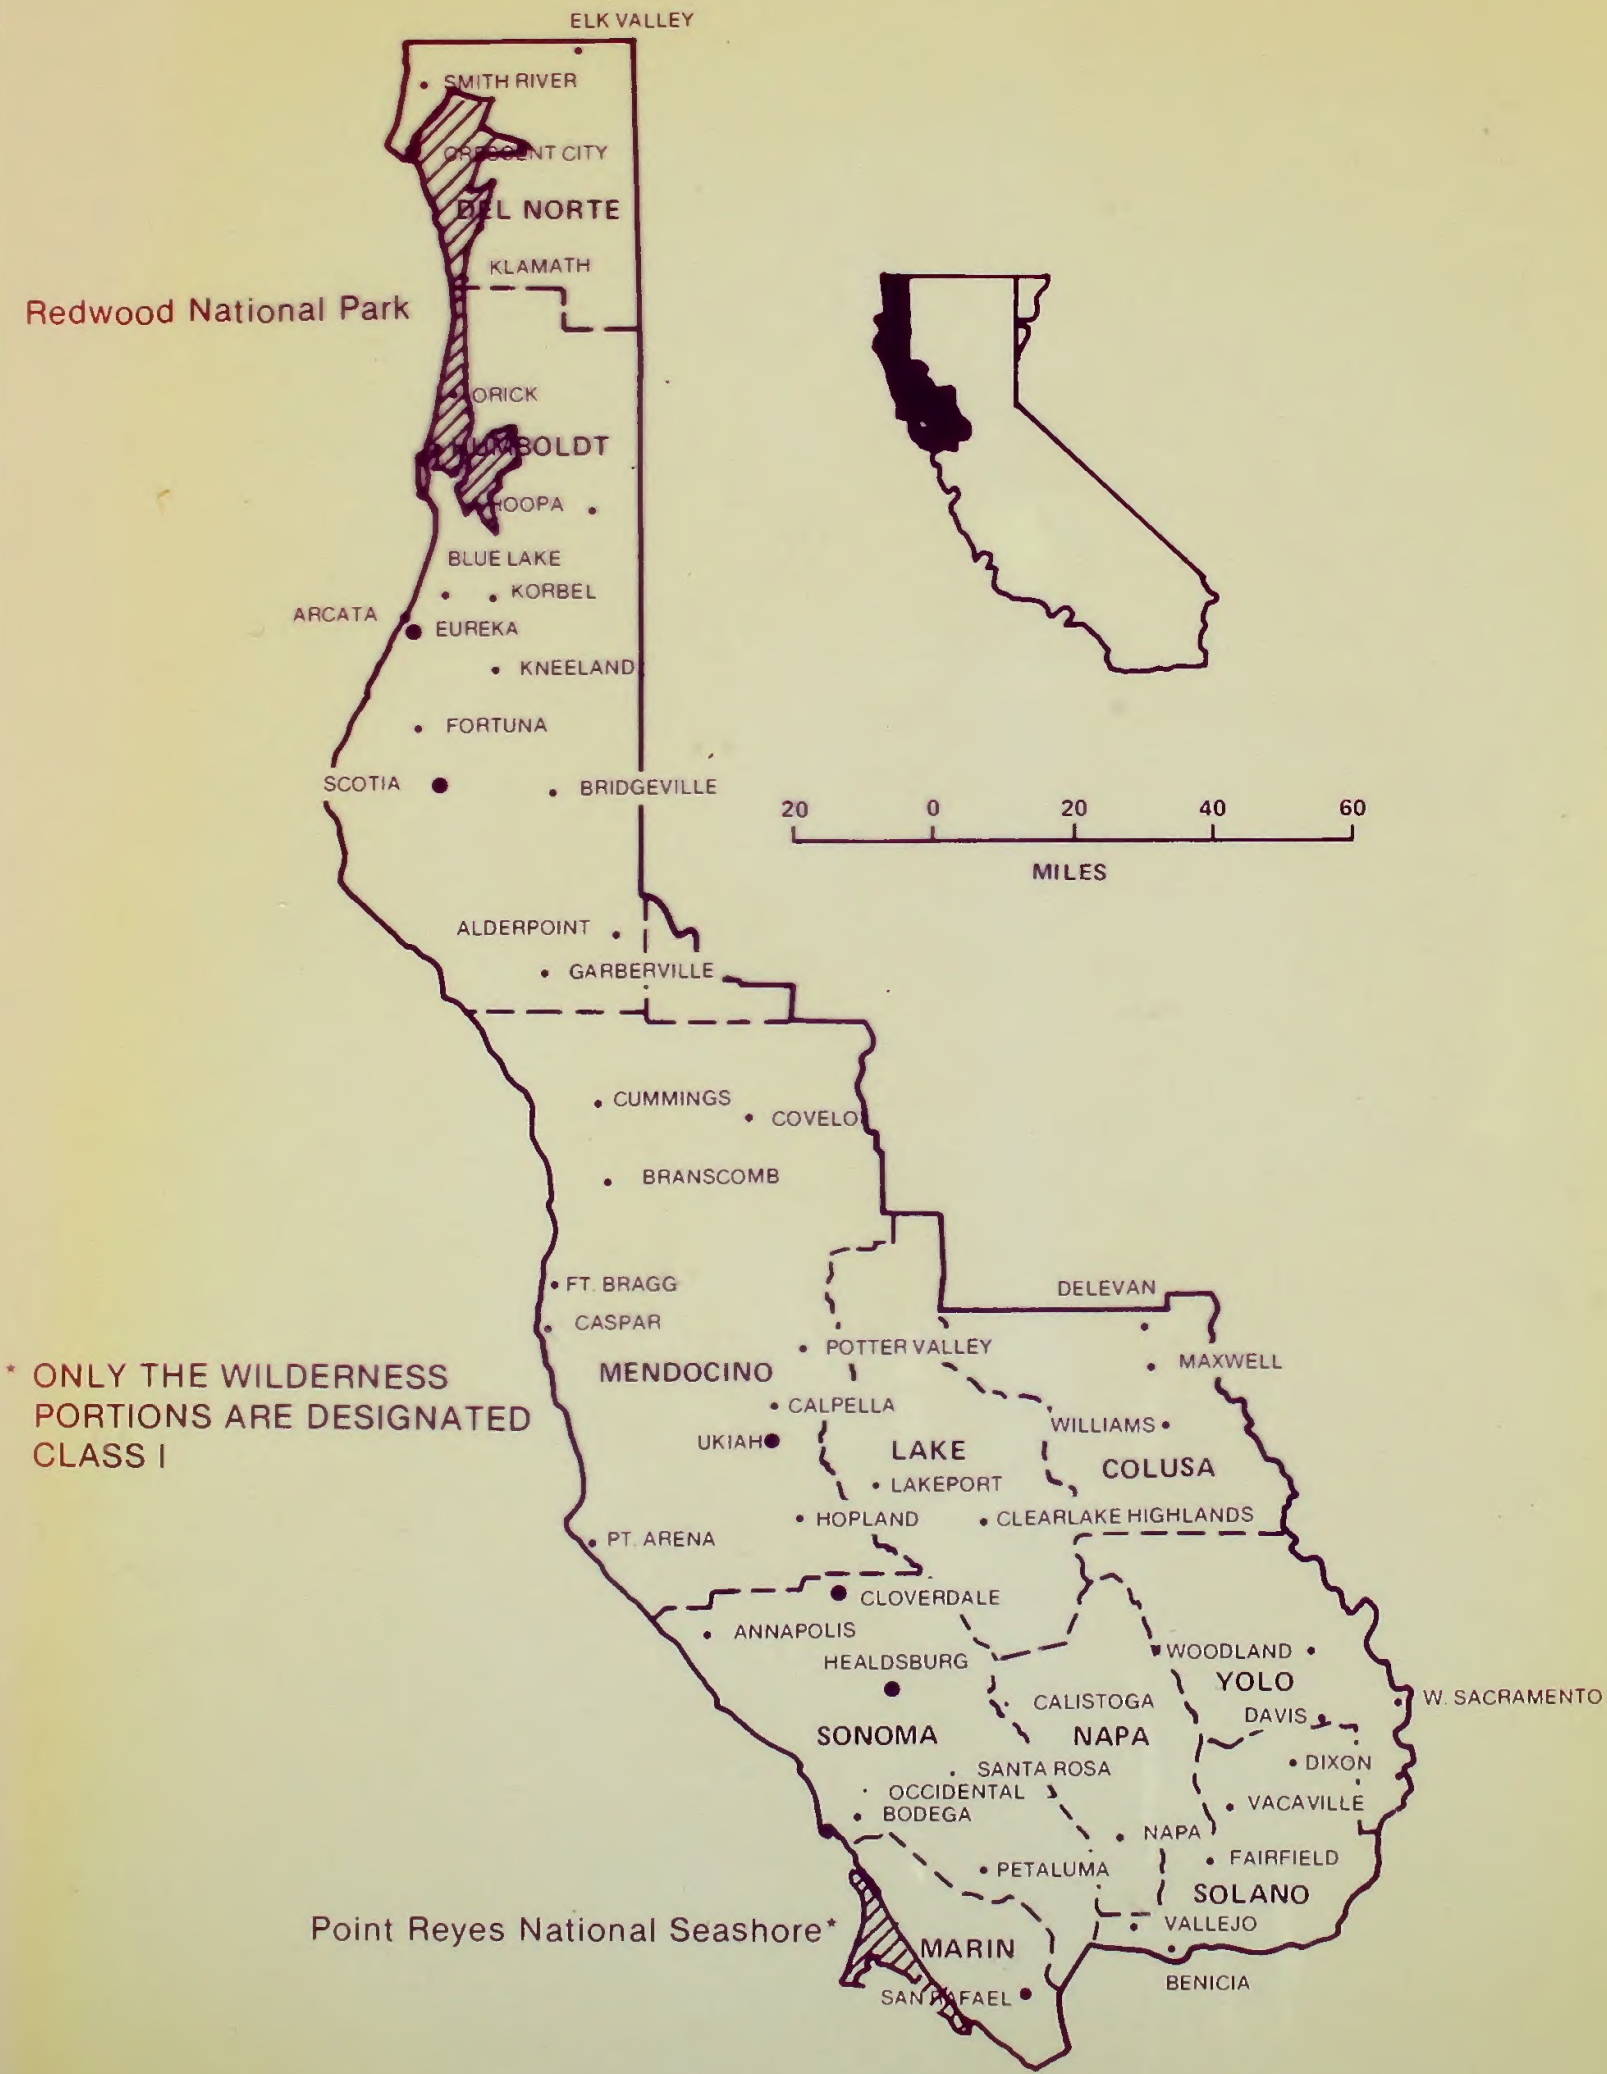 ELK VALLEY
SMITH RIVER
CRESCENT CITY
DEL NORTE
KLAMATH
Redwood National Park
ORICK
HUMBOLDT
HOOPA
BLUE LAKE
KORBEL
ARCATA
EUREKA
KNEELAND
FORTUNA
SCOTIA
BRIDGEVILLE
20 0 20 40 60
MILES
ALDERPOINT
GARBERVILLE
CUMMINGS
COVELO
BRANSCOMB
FT. BRAGG
DELEVAN
CASPAR
POTTER VALLEY
MAXWELL
MENDOCINO
* ONLY THE WILDERNESS
PORTIONS ARE DESIGNATED
CLASS I
CALPELLA
WILLIAMS
UKIAH
LAKE
COLUSA
LAKEPORT
HOPLAND
CLEARLAKE HIGHLANDS
PT. ARENA
CLOVERDALE
ANNAPOLIS
WOODLAND
HEALDSBURG
YOLO
CALISTOGA
W. SACRAMENTO
DAVIS
SONOMA
NAPA
DIXON
SANTA ROSA
OCCIDENTAL
VACAVILLE
BODEGA
NAPA
FAIRFIELD
PETALUMA
SOLANO
VALLEJO
Point Reyes National Seashore*
MARIN
BENICIA
SAN RAFAEL